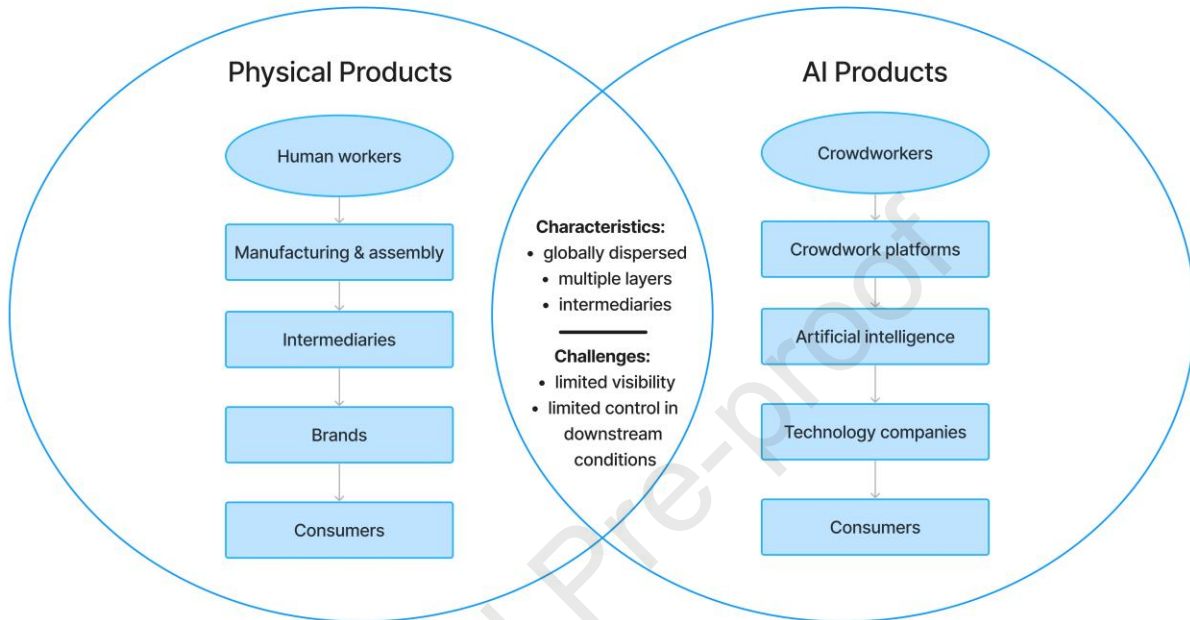 Physical Products
Human workers
Manufacturing & assembly
Intermediaries
Brands
Consumers
Characteristics:
• globally dispersed
• multiple layers
• intermediaries
Challenges:
• limited visibility
• limited control in
downstream
conditions
AI Products
Crowdworkers
Crowdwork platforms
Artificial intelligence
Technology companies
Consumers
Pre-proof